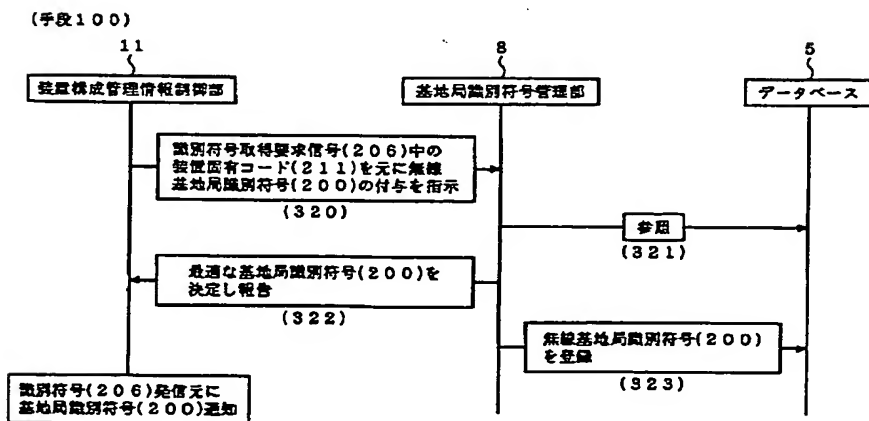 (手段100)
11
8
5
装置構成管理情報制御部
基地局識別符号管理部
データベース
識別符号取得要求信号(206)中の
装置固有コード(211)を元に無線
基地局識別符号(200)の付与を指示
(320)
参照
(321)
最適な基地局識別符号(200)を
決定し報告
(322)
無線基地局識別符号(200)
を登録
(323)
識別符号(206)発信元に
基地局識別符号(200)通知